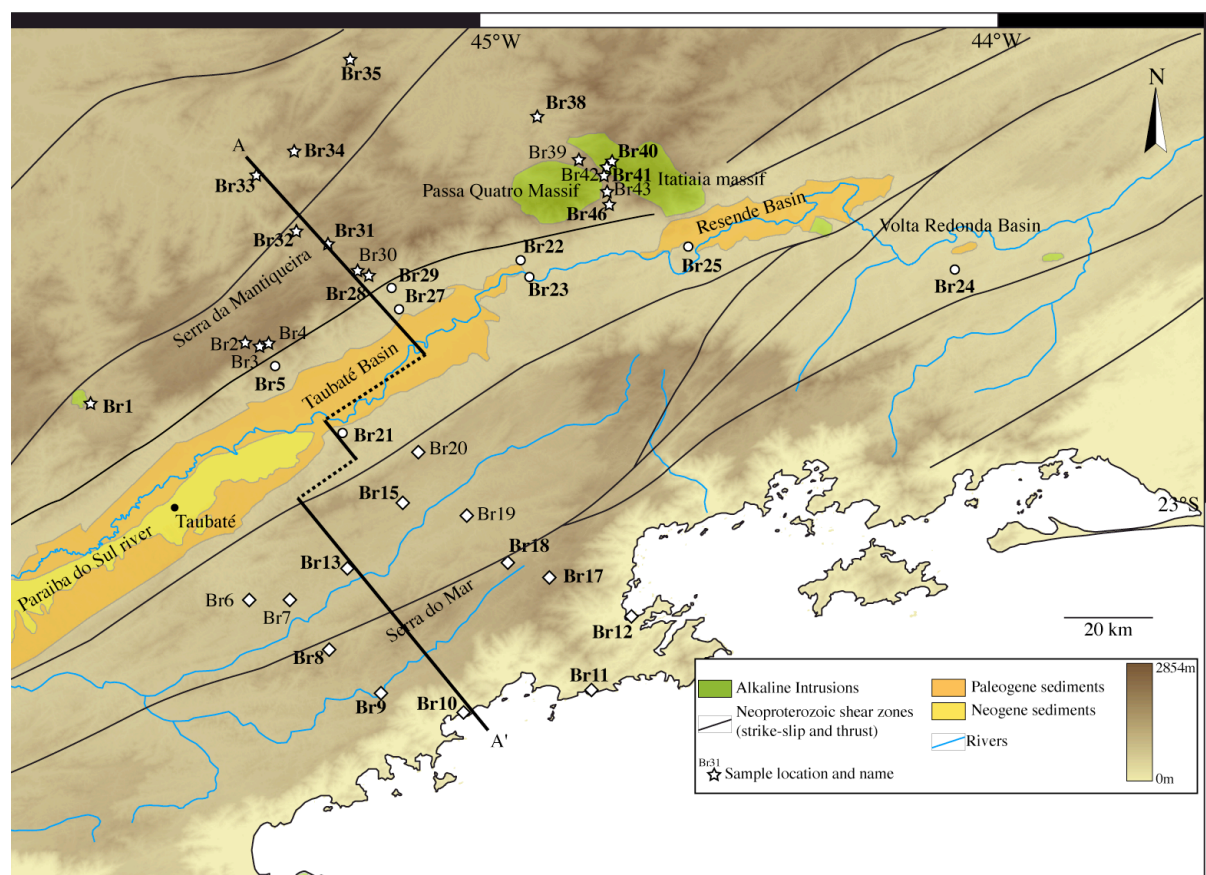 45°W
44°W
Br35
N
Br38
A
Br34
Br39
Br40
Br33
Br42
Br41
Itatiaia massif
Passa Quatro Massif
Br43
Br46
Resende Basin
Volta Redonda Basin
Br32
Br31
Br22
Br30
Br29
Br25
Br28
Br23
Br24
Br27
Serra da Mantiqueira
Br2
Br4
Br3
Br5
Taubaté Basin
Br1
Br21
Br20
Br15
Br19
23°S
Taubaté
Paraiba do Sul river
Br18
Br13
Br17
Br6
Br7
Serra do Mar
Br12
20 km
Br8
Br11
Br9
Br10
A'
Alkaline Intrusions
Neoproterozoic shear zones
(strike-slip and thrust)
Br31
Sample location and name
Paleogene sediments
Neogene sediments
Rivers
2854m
0m